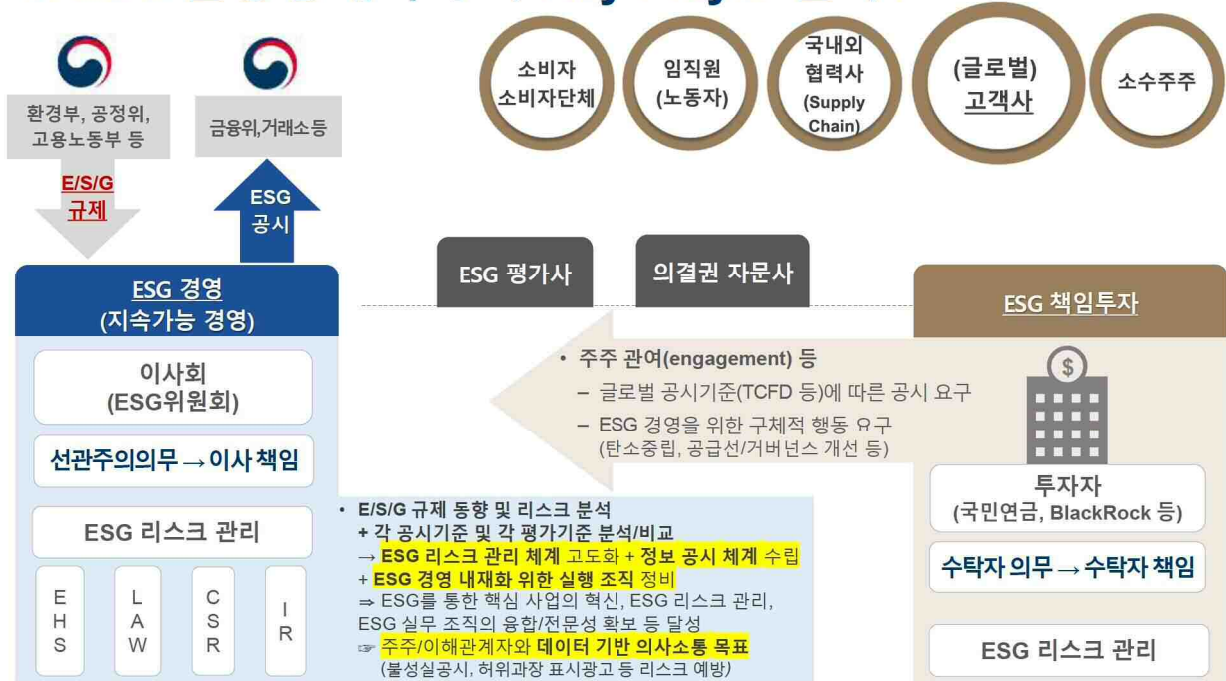 환경부, 공정위,
고용노동부 등
금융위,거래소등
소비자
소비자단체
임직원
(노동자)
국내외
협력사
(Supply
Chain)
(글로벌)
고객사
소수주주
E/S/G
규제
ESG
공시
ESG 평가사
의결권 자문사
ESG 경영
(지속가능 경영)
이사회
(ESG위원회)
선관주의의무 → 이사 책임
ESG 리스크 관리
E
H
S
L
A
W
C
S
R
I
R
• 주주 관여(engagement) 등
– 글로벌 공시기준(TCFD 등)에 따른 공시 요구
– ESG 경영을 위한 구체적 행동 요구
(탄소중립, 공급선/거버넌스 개선 등)
• E/S/G 규제 동향 및 리스크 분석
+ 각 공시기준 및 각 평가기준 분석/비교
→ ESG 리스크 관리 체계 고도화 + 정보 공시 체계 수립
+ ESG 경영 내재화 위한 실행 조직 정비
⇒ ESG를 통한 핵심 사업의 혁신, ESG 리스크 관리,
ESG 실무 조직의 융합/전문성 확보 등 달성
☞ 주주/이해관계자와 데이터 기반 의사소통 목표
(불성실공시, 허위과장 표시광고 등 리스크 예방)
ESG 책임투자
$
투자자
(국민연금, BlackRock 등)
수탁자 의무 → 수탁자 책임
ESG 리스크 관리